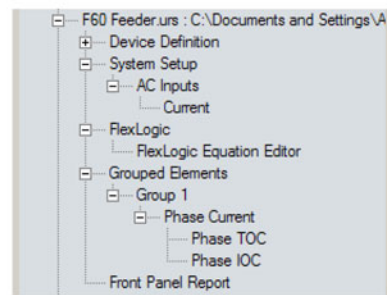 F60 Feeder.urs : C:\Documents and Settings\A
Device Definition
System Setup
AC Inputs
Current
FlexLogic
FlexLogic Equation Editor
Grouped Elements
Group 1
Phase Current
Phase TOC
Phase IOC
Front Panel Report